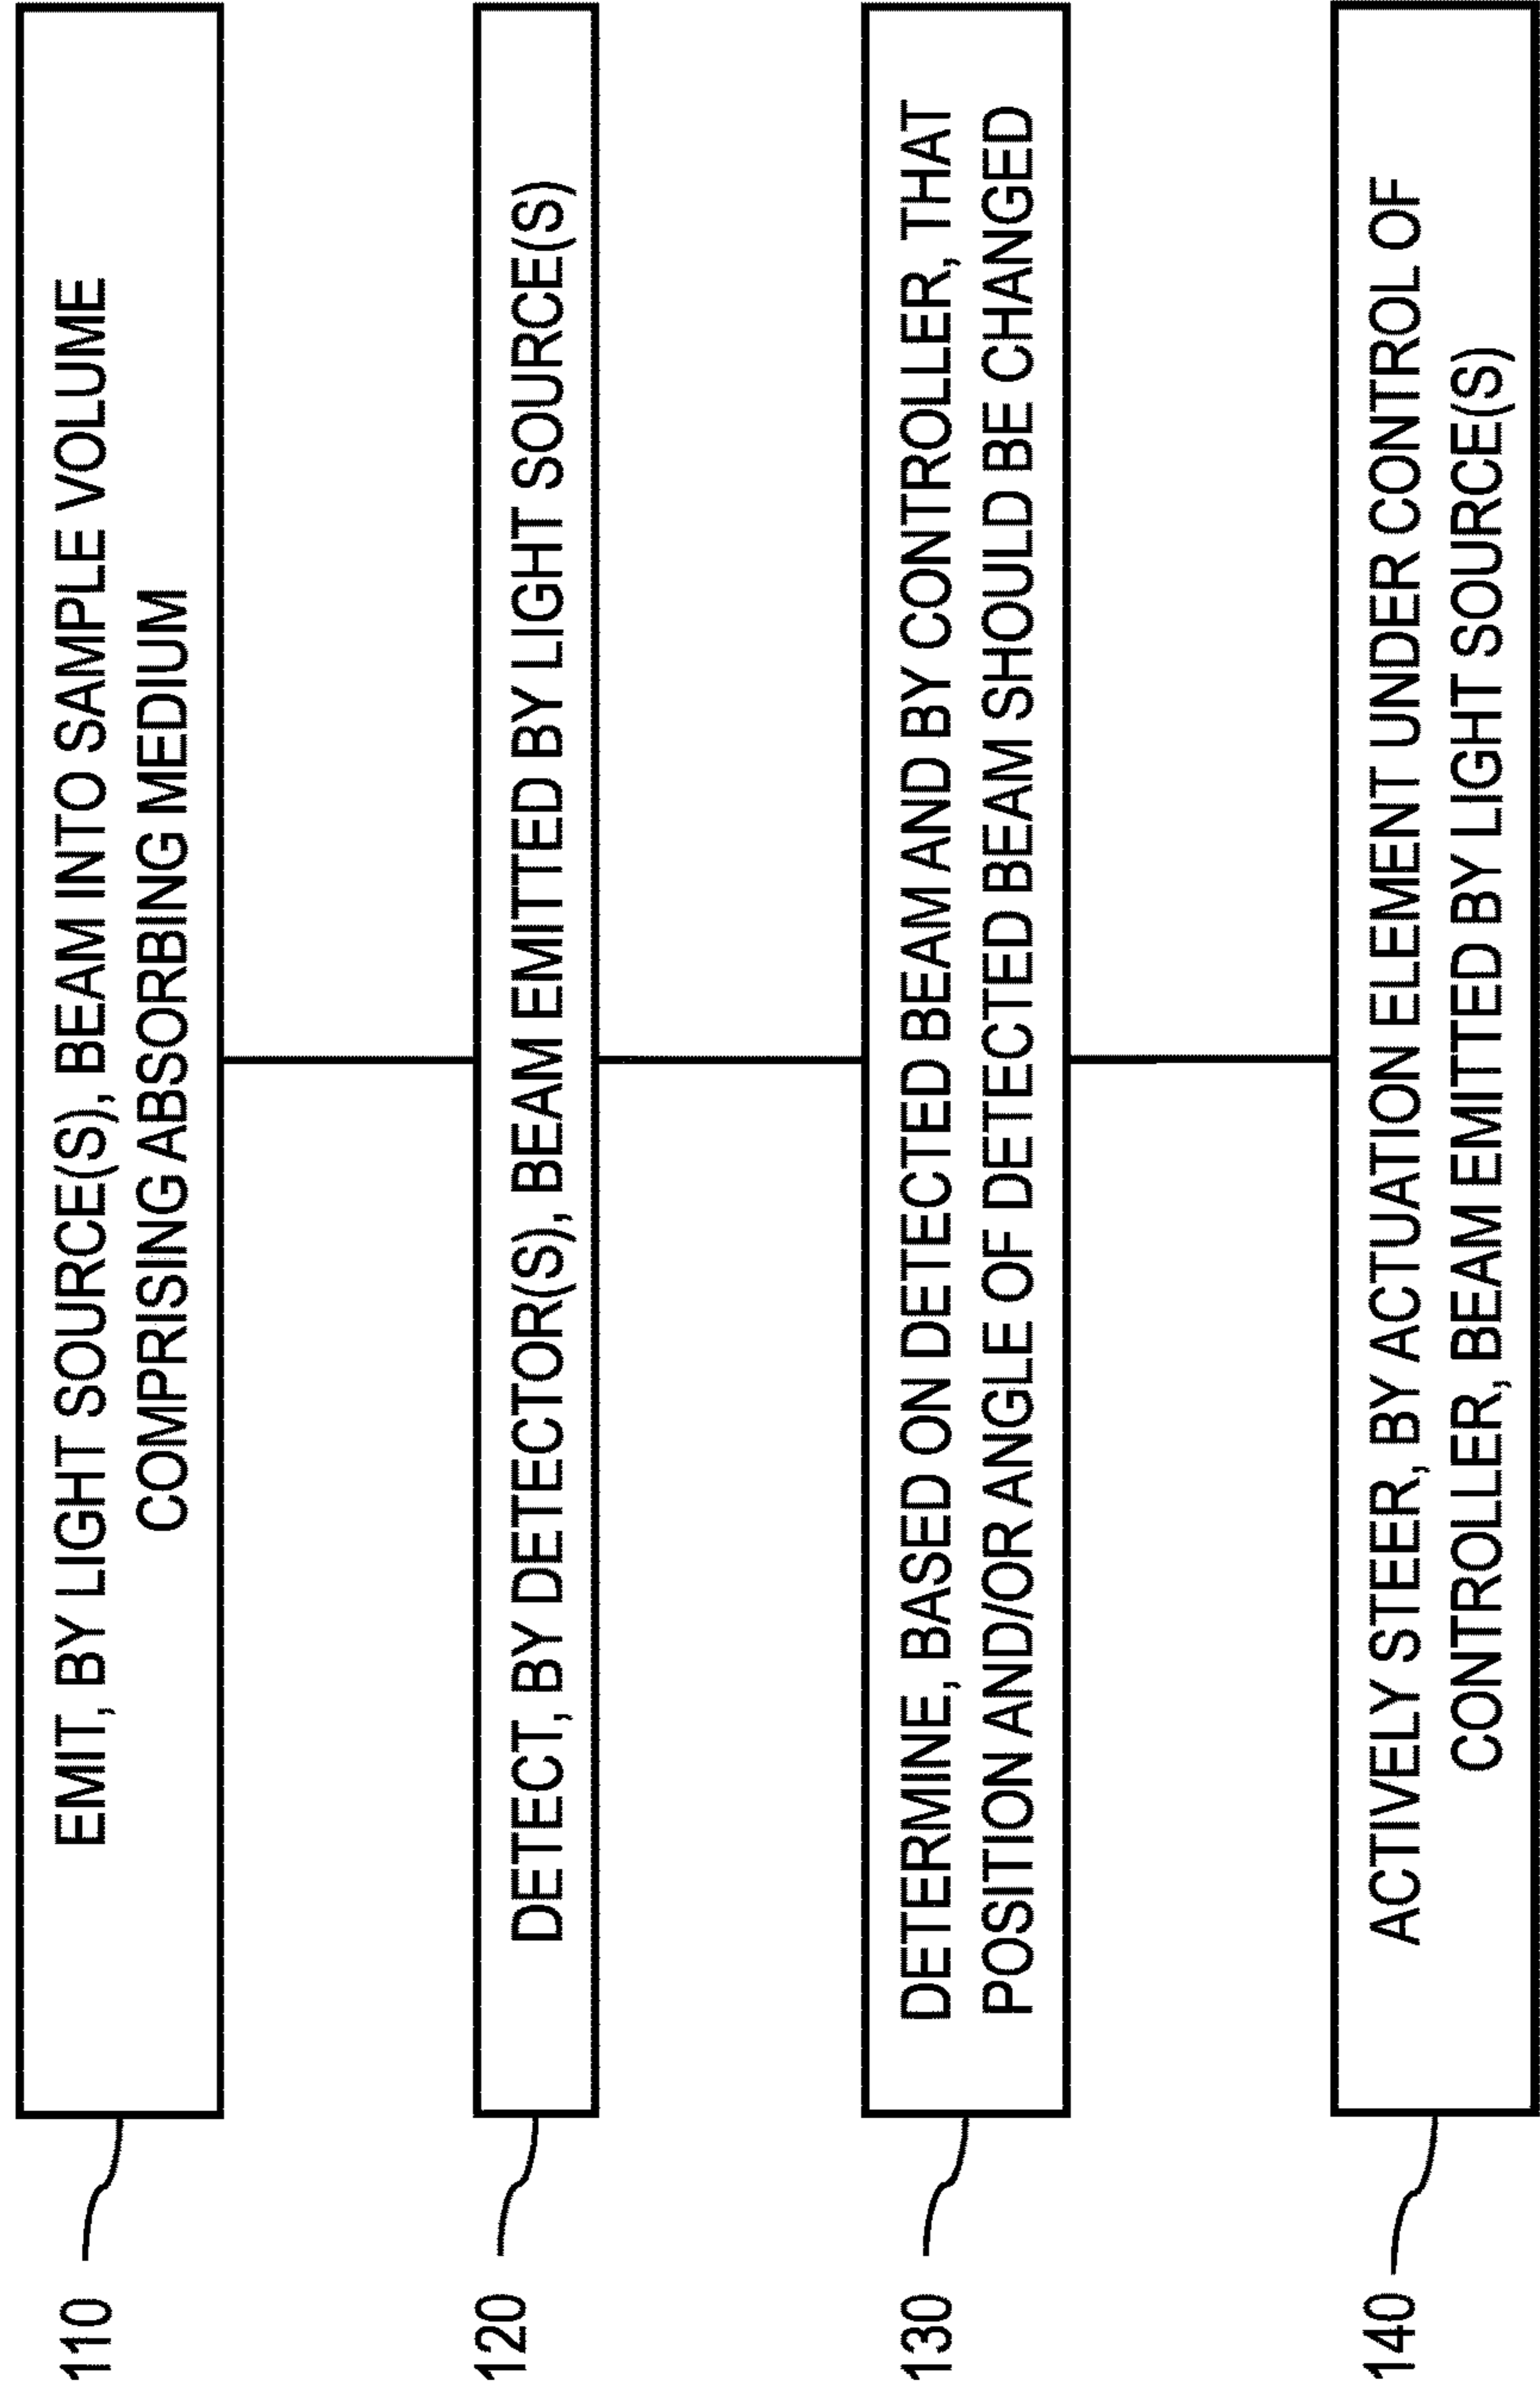 110
EMIT, BY LIGHT SOURCE(S), BEAM INTO SAMPLE VOLUME
COMPRISING ABSORBING MEDIUM
120
DETECT, BY DETECTOR(S), BEAM EMITTED BY LIGHT SOURCE(S)
130
DETERMINE, BASED ON DETECTED BEAM AND BY CONTROLLER, THAT
POSITION AND/OR ANGLE OF DETECTED BEAM SHOULD BE CHANGED
140
ACTIVELY STEER, BY ACTUATION ELEMENT UNDER CONTROL OF
CONTROLLER, BEAM EMITTED BY LIGHT SOURCE(S)